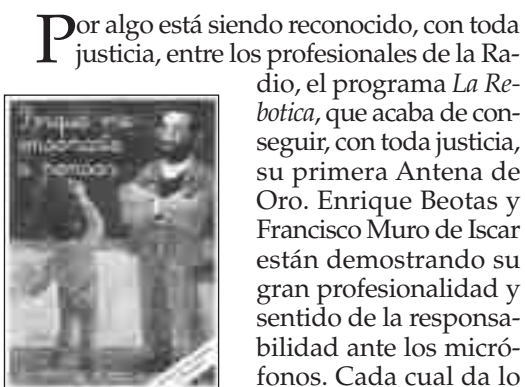 Por algo está siendo reconocido, con toda
justicia, entre los profesionales de la Ra-
dio, el programa La Re-
botica, que acaba de con-
seguir, con toda justicia,
su primera Antena de
Oro. Enrique Beotas y
Francisco Muro de Iscar
están demostrando su
gran profesionalidad y
sentido de la responsa-
bilidad ante los micró-
fonos. Cada cual da lo